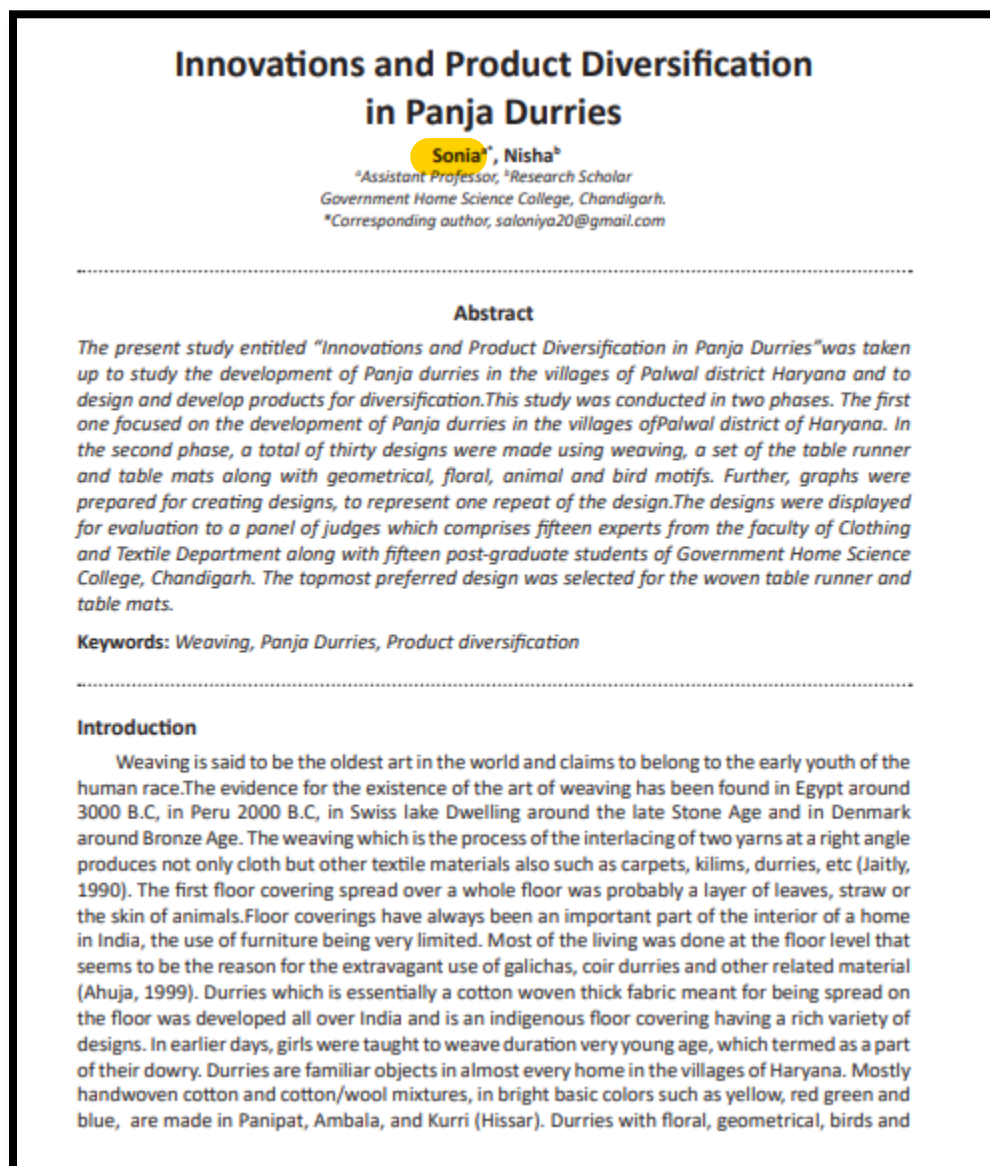 Innovations and Product Diversification
in Panja Durries
Soniaᵃ*, Nishaᵇ
ᵃAssistant Professor, ᵇResearch Scholar
Government Home Science College, Chandigarh.
*Corresponding author, saloniya20@gmail.com
Abstract
The present study entitled “Innovations and Product Diversification in Panja Durries”was taken
up to study the development of Panja durries in the villages of Palwal district Haryana and to
design and develop products for diversification.This study was conducted in two phases. The first
one focused on the development of Panja durries in the villages ofPalwal district of Haryana. In
the second phase, a total of thirty designs were made using weaving, a set of the table runner
and table mats along with geometrical, floral, animal and bird motifs. Further, graphs were
prepared for creating designs, to represent one repeat of the design.The designs were displayed
for evaluation to a panel of judges which comprises fifteen experts from the faculty of Clothing
and Textile Department along with fifteen post-graduate students of Government Home Science
College, Chandigarh. The topmost preferred design was selected for the woven table runner and
table mats.
Keywords: Weaving, Panja Durries, Product diversification
Introduction
Weaving is said to be the oldest art in the world and claims to belong to the early youth of the
human race.The evidence for the existence of the art of weaving has been found in Egypt around
3000 B.C, in Peru 2000 B.C, in Swiss lake Dwelling around the late Stone Age and in Denmark
around Bronze Age. The weaving which is the process of the interlacing of two yarns at a right angle
produces not only cloth but other textile materials also such as carpets, kilims, durries, etc (Jaitly,
1990). The first floor covering spread over a whole floor was probably a layer of leaves, straw or
the skin of animals.Floor coverings have always been an important part of the interior of a home
in India, the use of furniture being very limited. Most of the living was done at the floor level that
seems to be the reason for the extravagant use of galichas, coir durries and other related material
(Ahuja, 1999). Durries which is essentially a cotton woven thick fabric meant for being spread on
the floor was developed all over India and is an indigenous floor covering having a rich variety of
designs. In earlier days, girls were taught to weave duration very young age, which termed as a part
of their dowry. Durries are familiar objects in almost every home in the villages of Haryana. Mostly
handwoven cotton and cotton/wool mixtures, in bright basic colors such as yellow, red green and
blue, are made in Panipat, Ambala, and Kurri (Hissar). Durries with floral, geometrical, birds and